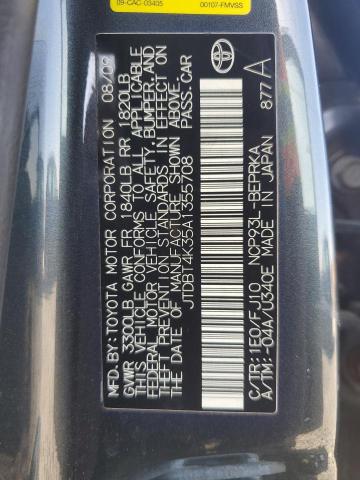 09-CAC-03405 00107-FMVSS
MFD.BY: TOYOTA MOTOR CORPORATION 08/09
GVWR 3300LB GAWR FR 1840LB RR 1820LB
THIS VEHICLE CONFORMS TO ALL APPLICABLE
FEDERAL MOTOR VEHICLE SAFETY, BUMPER, AND
THEFT PREVENTION STANDARDS IN EFFECT ON
THE DATE OF MANUFACTURE SHOWN ABOVE.
JTDBT4K35A1355708 PASS.CAR
C/TR: 1E0/FJ10 NCP93L-BEPRKA 877 A
A/TM: -04A/U340E MADE IN JAPAN